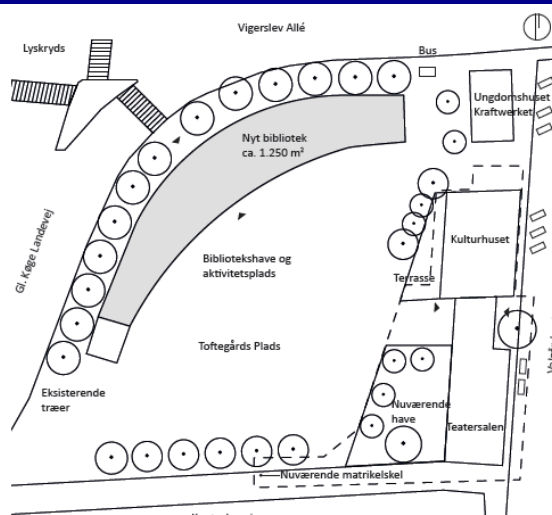 Vigerslev Allé
Lyskryds
Bus
Ungdomshuset
Kraftwerket
Nyt bibliotek
ca. 1.250 m²
Gl. Køge Landevej
Kulturhuset
Bibliotekshave og
aktivitetsplads
Terrasse
Toftegårds Plads
Eksisterende
træer
Nuværende
have
Teatersalen
Nuværende matrikelskel